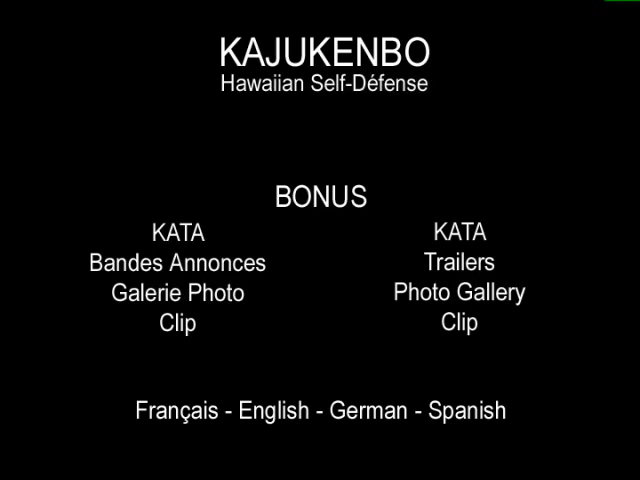 KAJUKENBO
Hawaiian Self-Défense
BONUS
KATA
Bandes Annonces
Galerie Photo
Clip
KATA
Trailers
Photo Gallery
Clip
Français - English - German - Spanish